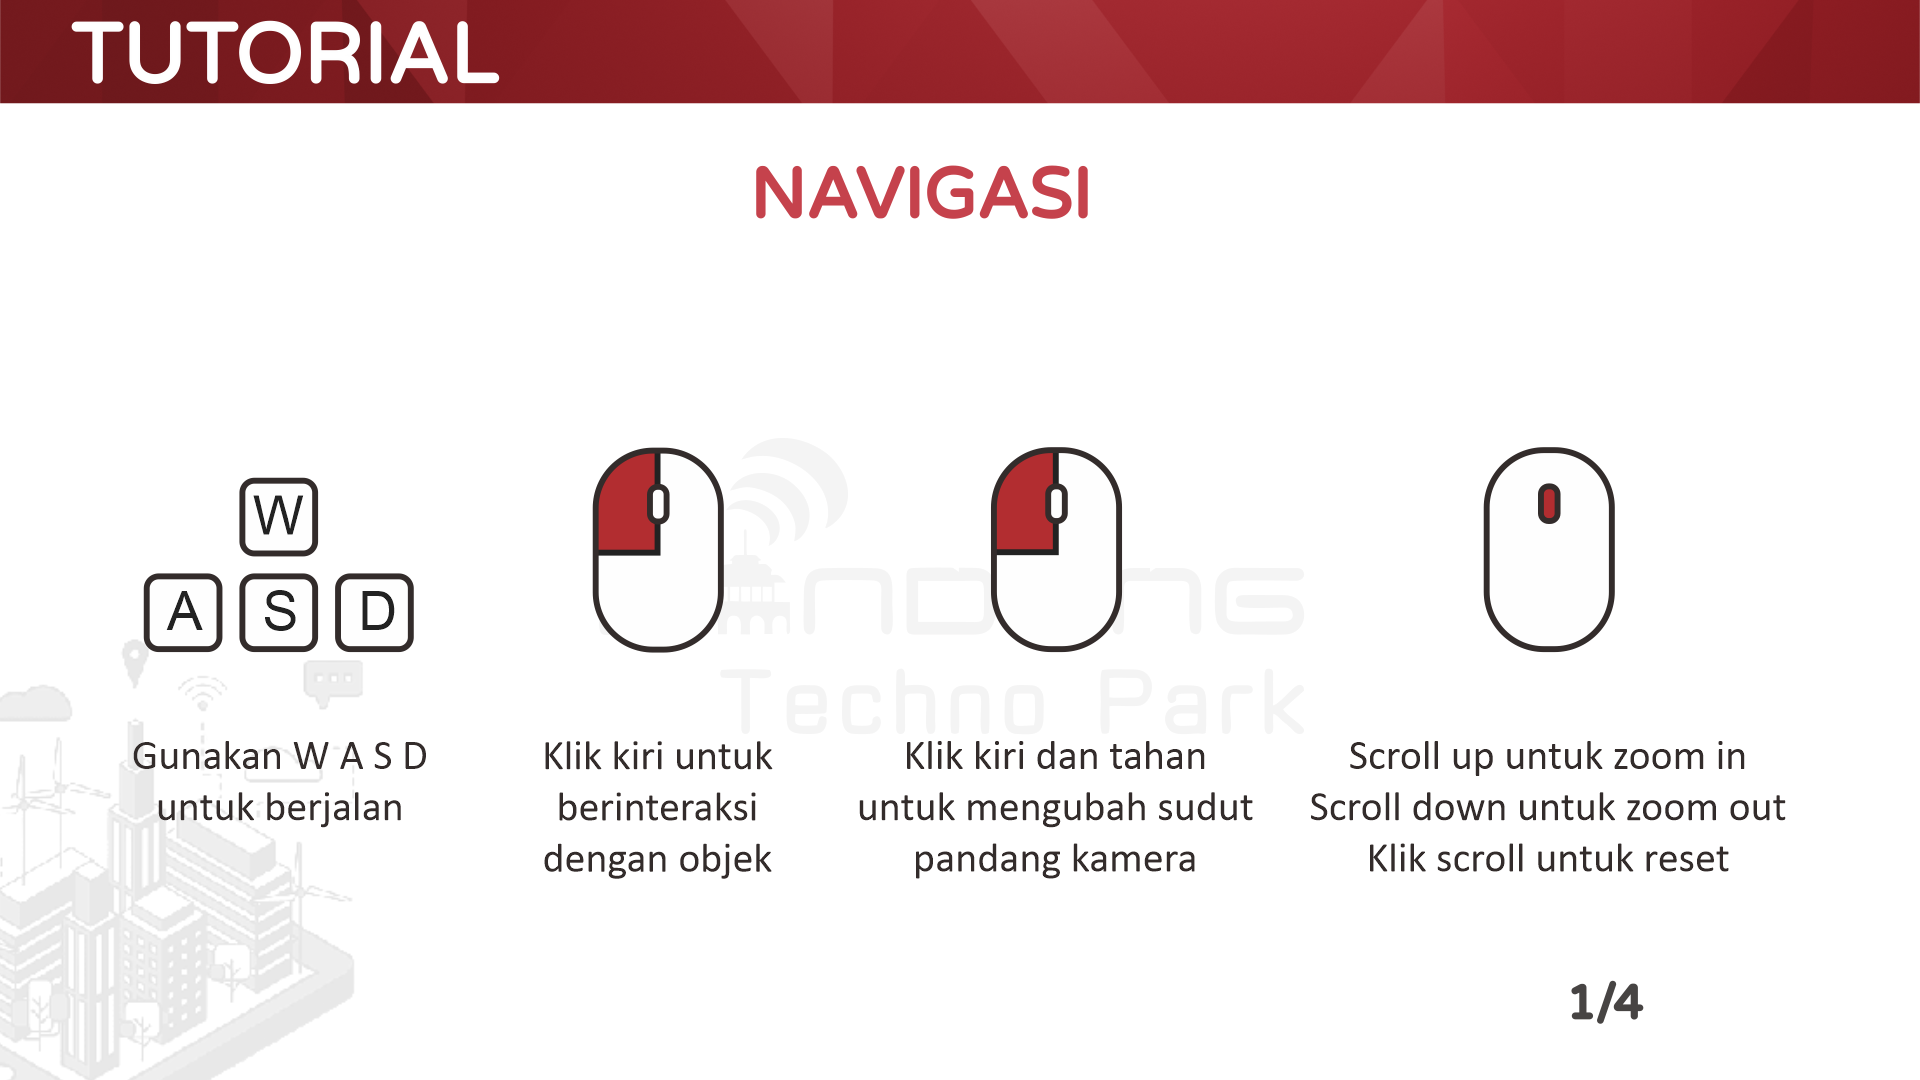 TUTORIAL
NAVIGASI
W
A S D
Techno Park
Gunakan W A S D
untuk berjalan
Klik kiri untuk
berinteraksi
dengan objek
Klik kiri dan tahan
untuk mengubah sudut
pandang kamera
Scroll up untuk zoom in
Scroll down untuk zoom out
Klik scroll untuk reset
1/4